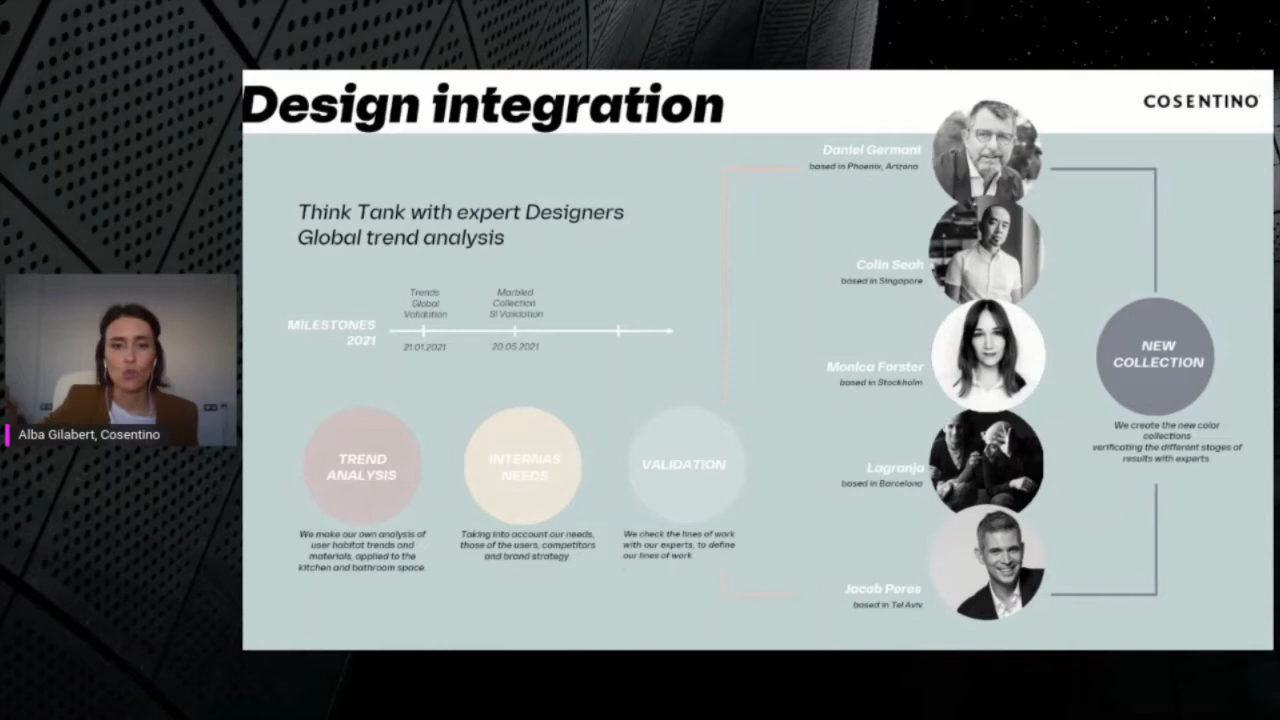 Design integration
COSENTINO
Think Tank with expert Designers
Global trend analysis
MILESTONES
2021
Trends
Global
Validation
21.01.2021
Marbled
Collection
SI Validation
20.05.2021
TREND
ANALYSIS
We make our own analysis of
user habitat trends and
materials, applied to the
kitchen and bathroom space.
INTERNAS
NEEDS
Taking into account our needs,
those of the users, competitors
and brand strategy.
VALIDATION
We check the lines of work
with our experts, to define
our lines of work.
Daniel Germani
based in Phoenix, Arizona
Colin Seah
based in Singapore
Monica Forster
based in Stockholm
Lagranja
based in Barcelona
Jacob Peres
based in Tel Aviv
NEW
COLLECTION
We create the new color
collections
verificating the different stages of
results with experts.
Alba Gilabert, Cosentino